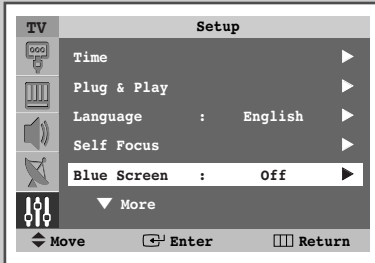 TV Setup
Time
Plug & Play
Language : English
Self Focus
Blue Screen : Off
More
Move Enter Return